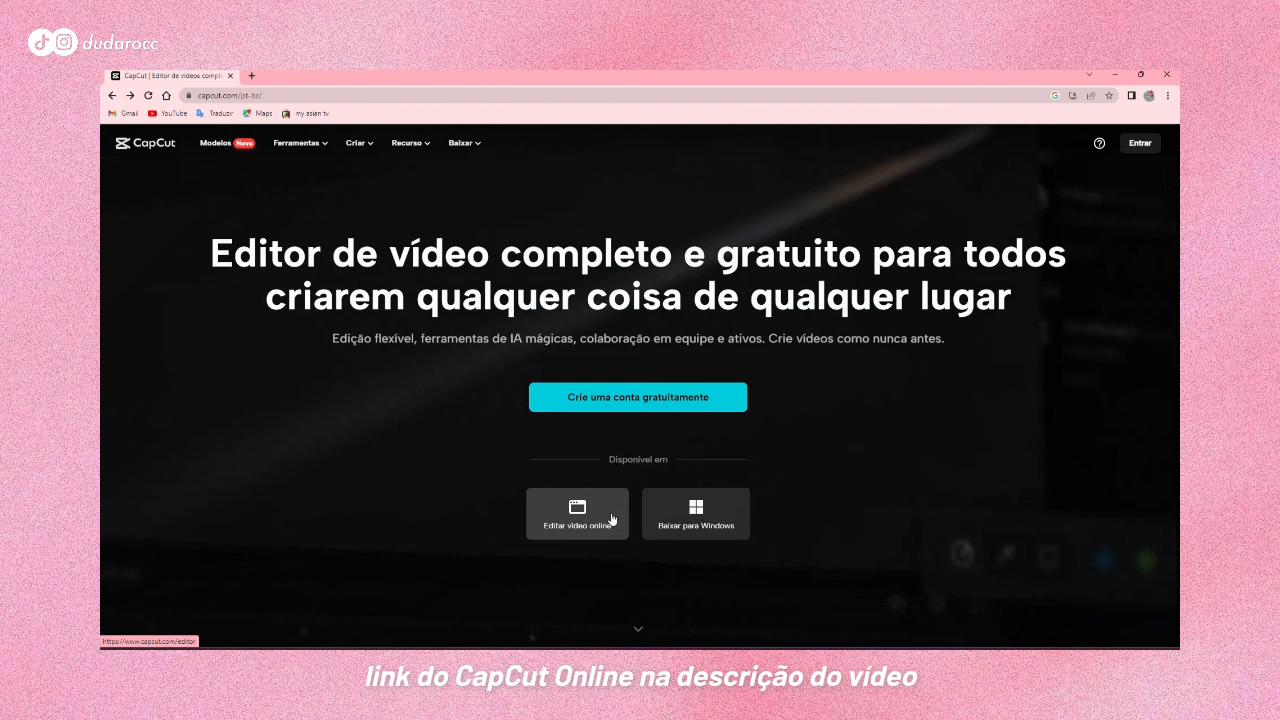 dudarocc
CapCut | Editor de vídeos compl
capcut.com/pt-br/
Gmail YouTube Traduzir Maps my asian tv
CapCut Modelos Novo Ferramentas Criar Recurso Baixar Entrar
Editor de vídeo completo e gratuito para todos
criarem qualquer coisa de qualquer lugar
Edição flexível, ferramentas de IA mágicas, colaboração em equipe e ativos. Crie vídeos como nunca antes.
Crie uma conta gratuitamente
Disponível em
Editar vídeo online Baixar para Windows
https://www.capcut.com/editor
link do CapCut Online na descrição do vídeo